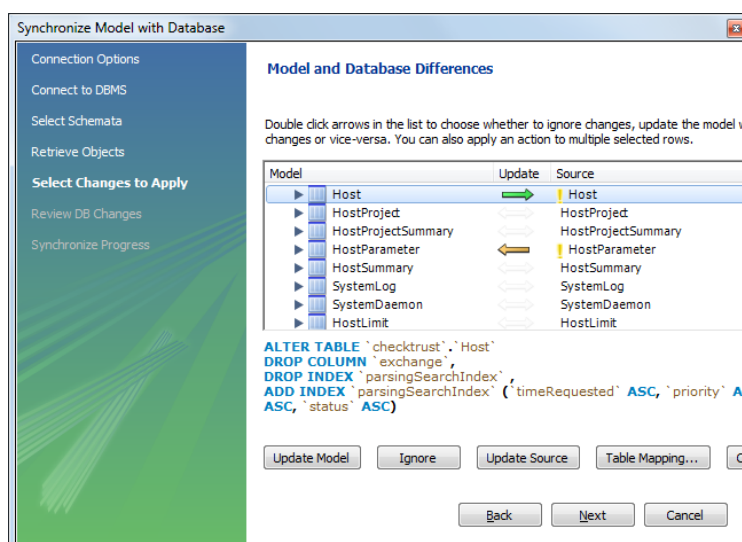 Synchronize Model with Database
Connection Options
Connect to DBMS
Select Schemata
Retrieve Objects
Select Changes to Apply
Review DB Changes
Synchronize Progress
Model and Database Differences
Double click arrows in the list to choose whether to ignore changes, update the model
changes or vice-versa. You can also apply an action to multiple selected rows.
Model Update Source
Host ! Host
HostProject HostProject
HostProjectSummary HostProjectSummary
HostParameter ! HostParameter
HostSummary HostSummary
SystemLog SystemLog
SystemDaemon SystemDaemon
HostLimit HostLimit
ALTER TABLE `checktrust`.`Host`
DROP COLUMN `exchange`,
DROP INDEX `parsingSearchIndex` ,
ADD INDEX `parsingSearchIndex` (`timeRequested` ASC, `priority` A
ASC, `status` ASC)
Update Model Ignore Update Source Table Mapping...
Back Next Cancel